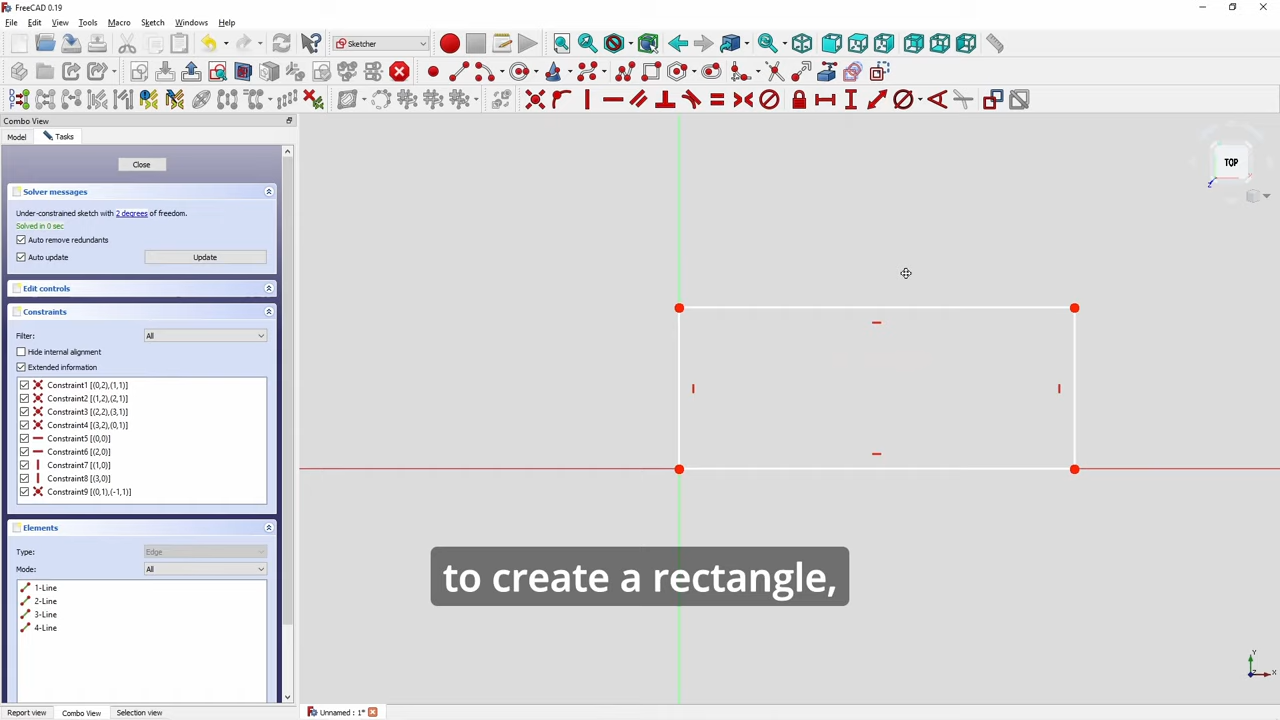 FreeCAD 0.19
File Edit View Tools Macro Sketch Windows Help
Sketcher
Combo View
Model Tasks
Close
Solver messages
Under-constrained sketch with 2 degrees of freedom.
Solved in 0 sec
Auto remove redundants
Auto update Update
Edit controls
Constraints
Filter: All
Hide internal alignment
Extended information
Constraint1 [(0,2),(1,1)]
Constraint2 [(1,2),(2,1)]
Constraint3 [(2,2),(3,1)]
Constraint4 [(3,2),(0,1)]
Constraint5 [(0,0)]
Constraint6 [(2,0)]
Constraint7 [(1,0)]
Constraint8 [(3,0)]
Constraint9 [(0,1),(-1,1)]
Elements
Type: Edge
Mode: All
1-Line
2-Line
3-Line
4-Line
TOP
to create a rectangle,
Y
Z
X
Report view Combo View Selection view Unnamed : 1*